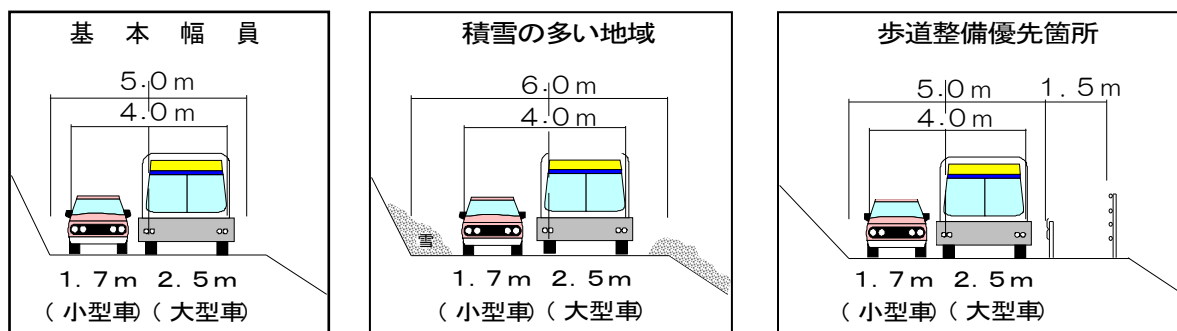 基本幅員
5.0m
4.0m
1.7m 2.5m
(小型車)(大型車)
積雪の多い地域
6.0m
4.0m
雪
1.7m 2.5m
(小型車)(大型車)
歩道整備優先箇所
5.0m 1.5m
4.0m
1.7m 2.5m
(小型車)(大型車)